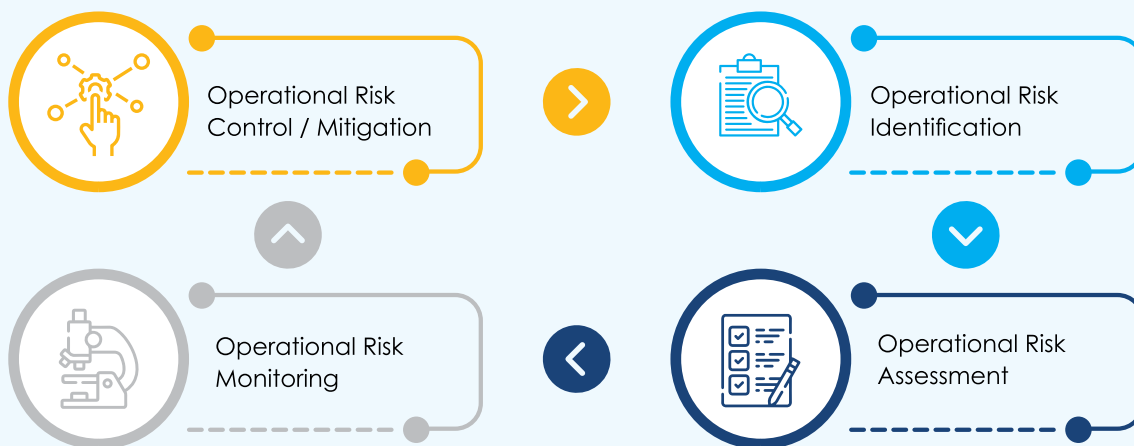 Operational Risk
Control / Mitigation
Operational Risk
Identification
Operational Risk
Monitoring
Operational Risk
Assessment